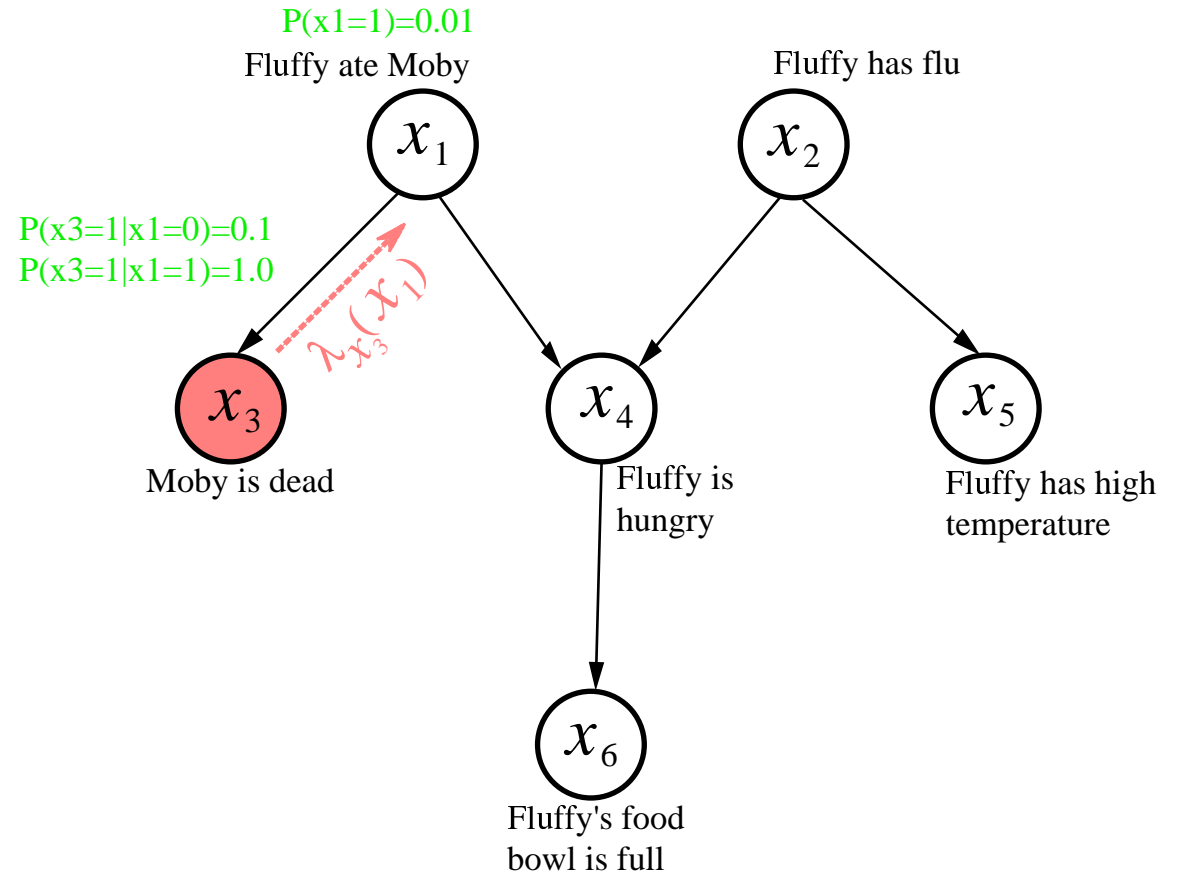 P(x1=1)=0.01
Fluffy ate Moby
Fluffy has flu
x₁
x₂
P(x3=1|x1=0)=0.1
P(x3=1|x1=1)=1.0
λx₃(x₁)
x₃
x₄
x₅
Moby is dead
Fluffy is
hungry
Fluffy has high
temperature
x₆
Fluffy's food
bowl is full